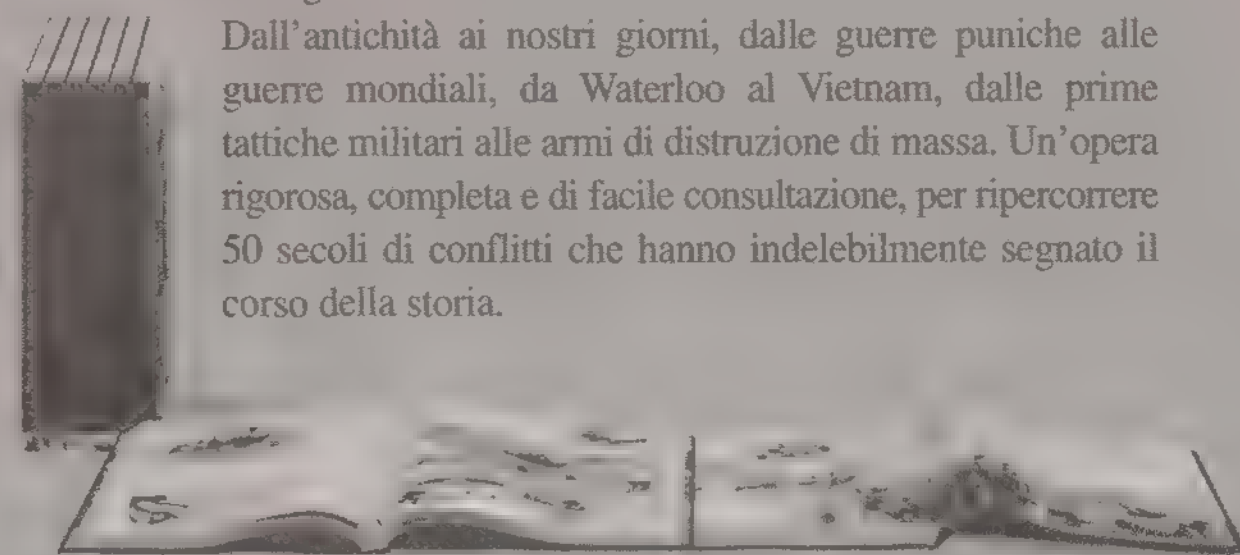 Dall'antichità ai nostri giorni, dalle guerre puniche alle
guerre mondiali, da Waterloo al Vietnam, dalle prime
tattiche militari alle armi di distruzione di massa. Un'opera
rigorosa, completa e di facile consultazione, per ripercorrere
50 secoli di conflitti che hanno indelebilmente segnato il
corso della storia.